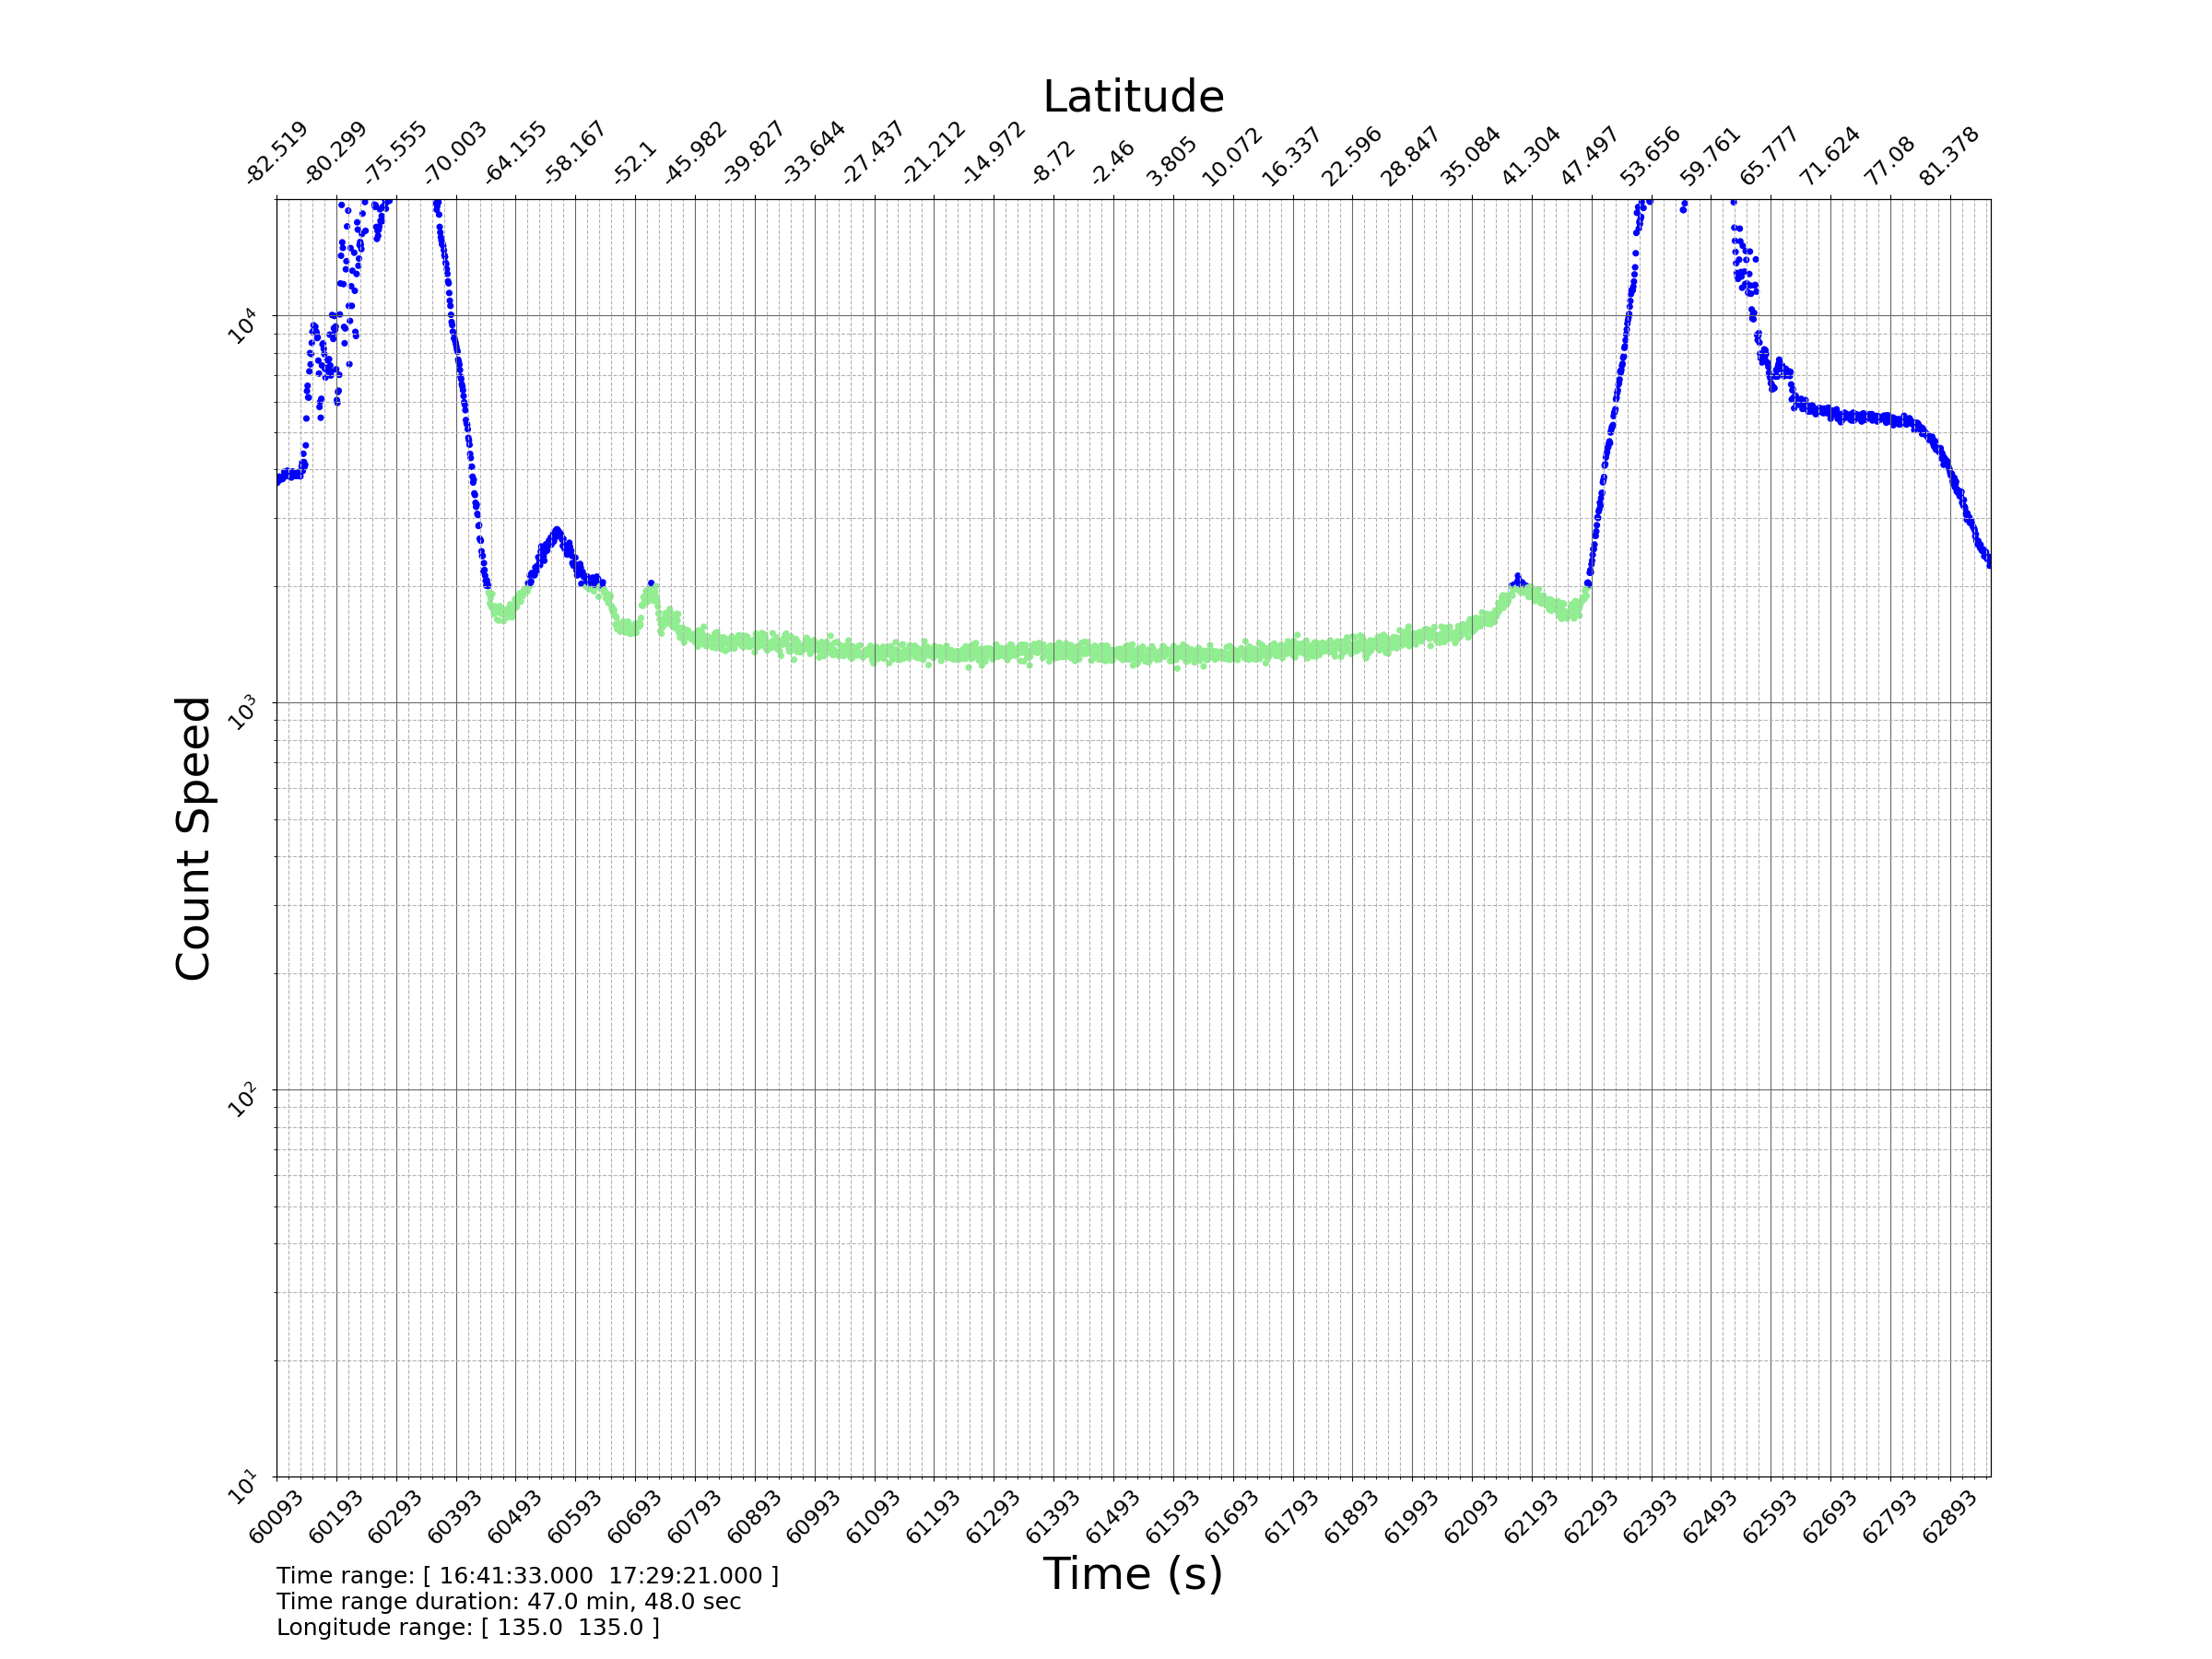 Latitude
-82.519 -80.299 -75.555 -70.003 -64.155 -58.167 -52.1 -45.982 -39.827 -33.644 -27.437 -21.212 -14.972 -8.72 -2.46 3.805 10.072 16.337 22.596 28.847 35.084 41.304 47.497 53.656 59.761 65.777 71.624 77.08 81.378
Count Speed
10⁴
10³
10²
10¹
60093 60193 60293 60393 60493 60593 60693 60793 60893 60993 61093 61193 61293 61393 61493 61593 61693 61793 61893 61993 62093 62193 62293 62393 62493 62593 62693 62793 62893
Time (s)
Time range: [ 16:41:33.000  17:29:21.000 ]
Time range duration: 47.0 min, 48.0 sec
Longitude range: [ 135.0  135.0 ]